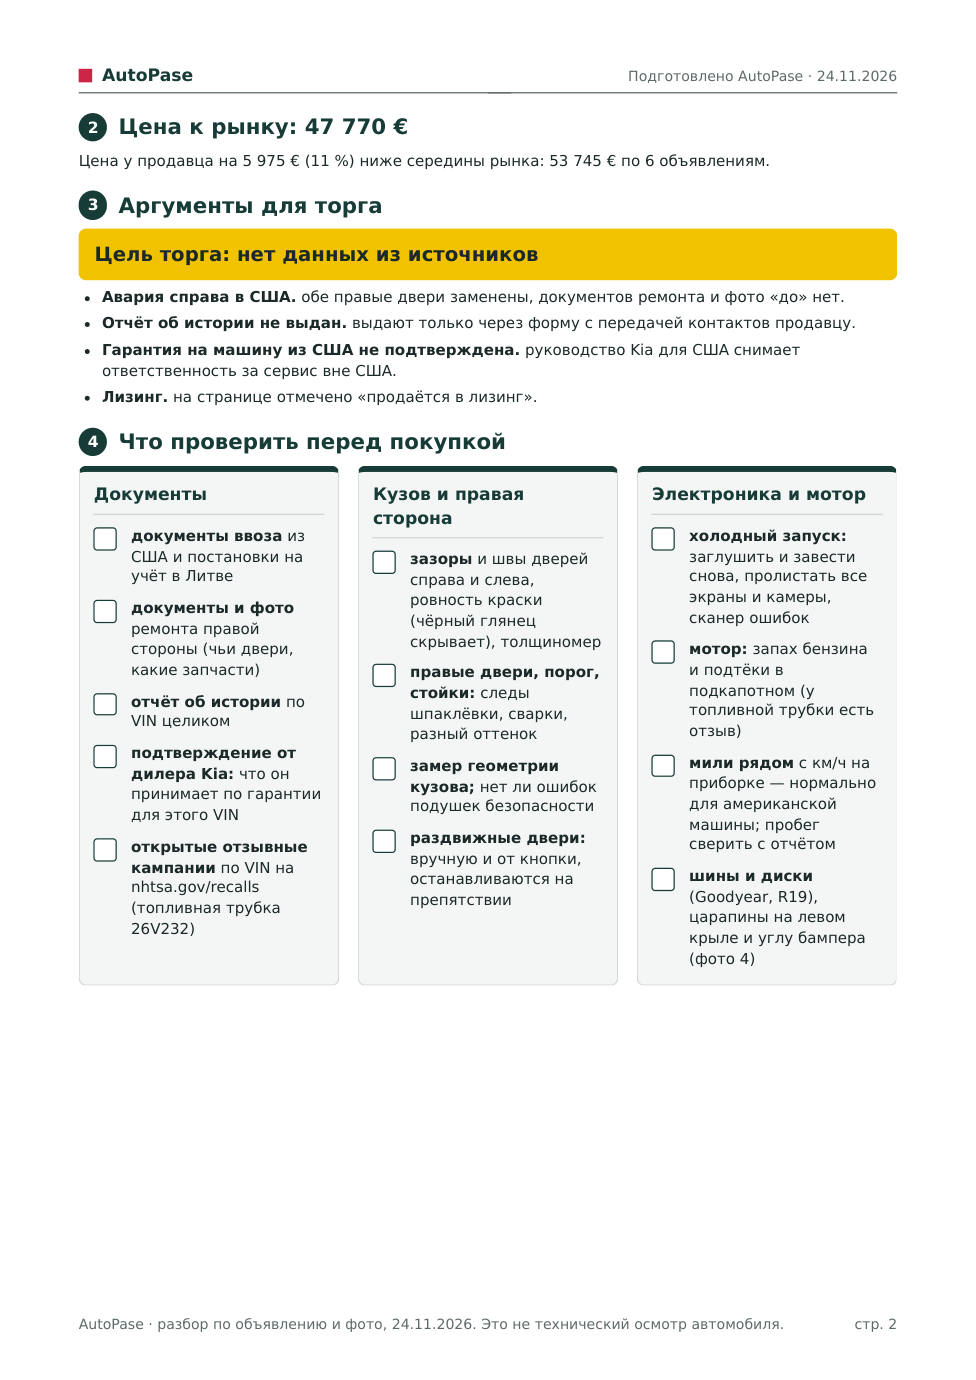 AutoPase
Подготовлено AutoPase · 24.11.2026
2 Цена к рынку: 47 770 €
Цена у продавца на 5 975 € (11 %) ниже середины рынка: 53 745 € по 6 объявлениям.
3 Аргументы для торга
Цель торга: нет данных из источников
• Авария справа в США. обе правые двери заменены, документов ремонта и фото «до» нет.
• Отчёт об истории не выдан. выдают только через форму с передачей контактов продавцу.
• Гарантия на машину из США не подтверждена. руководство Kia для США снимает
ответственность за сервис вне США.
• Лизинг. на странице отмечено «продаётся в лизинг».
4 Что проверить перед покупкой
Документы
документы ввоза из
США и постановки на
учёт в Литве
документы и фото
ремонта правой
стороны (чьи двери,
какие запчасти)
отчёт об истории по
VIN целиком
подтверждение от
дилера Kia: что он
принимает по гарантии
для этого VIN
открытые отзывные
кампании по VIN на
nhtsa.gov/recalls
(топливная трубка
26V232)
Кузов и правая
сторона
зазоры и швы дверей
справа и слева,
ровность краски
(чёрный глянец
скрывает), толщиномер
правые двери, порог,
стойки: следы
шпаклёвки, сварки,
разный оттенок
замер геометрии
кузова; нет ли ошибок
подушек безопасности
раздвижные двери:
вручную и от кнопки,
останавливаются на
препятствии
Электроника и мотор
холодный запуск:
заглушить и завести
снова, пролистать все
экраны и камеры,
сканер ошибок
мотор: запах бензина
и подтёки в
подкапотном (у
топливной трубки есть
отзыв)
мили рядом с км/ч на
приборке — нормально
для американской
машины; пробег
сверить с отчётом
шины и диски
(Goodyear, R19),
царапины на левом
крыле и углу бампера
(фото 4)
AutoPase · разбор по объявлению и фото, 24.11.2026. Это не технический осмотр автомобиля.
стр. 2